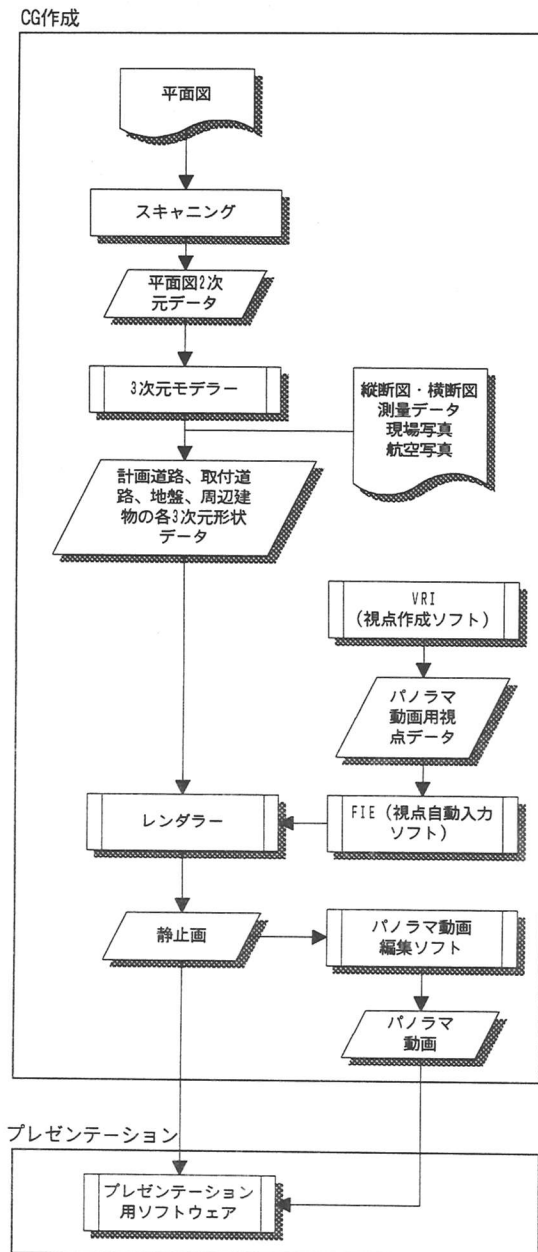 CG作成
平面図
スキャニング
平面図2次
元データ
3次元モデラー
縦断図・横断図
測量データ
現場写真
航空写真
計画道路、取付道
路、地盤、周辺建
物の各3次元形状
データ
VRI
(視点作成ソフト)
パノラマ
動画用視
点データ
レンダラー
FIE(視点自動入力
ソフト)
静止画
パノラマ動画
編集ソフト
パノラマ
動画
プレゼンテーション
プレゼンテーション
用ソフトウェア